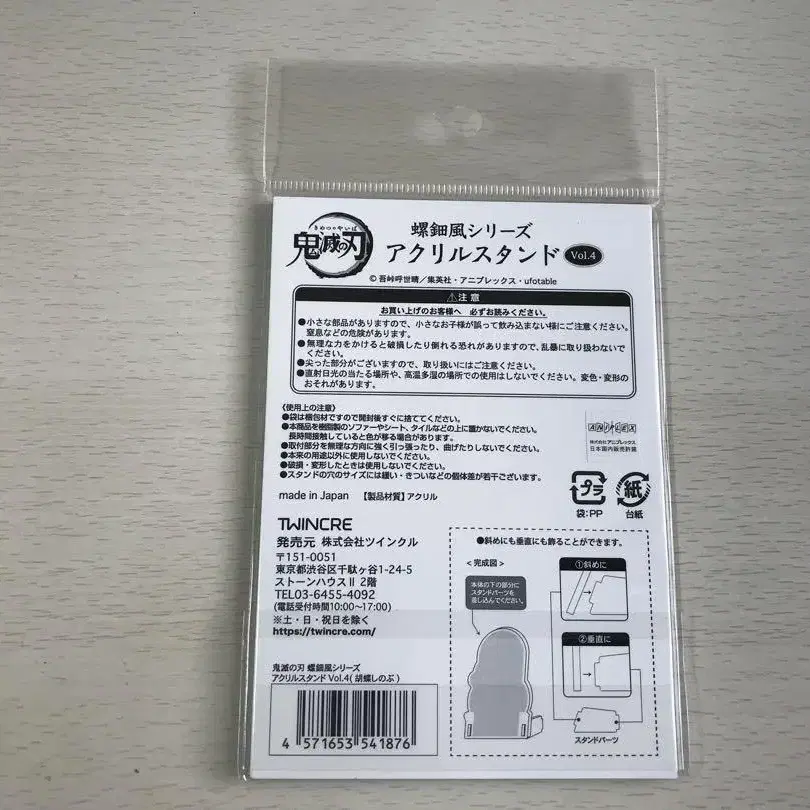 きめつのやいば
鬼滅の刃
螺鈿風シリーズ
アクリルスタンド Vol.4
©吾峠呼世晴／集英社・アニプレックス・ufotable
⚠注意
お買い上げのお客様へ 必ずお読みください。
●小さな部品がありますので、小さなお子様が誤って飲み込まない様にご注意ください。
窒息などの危険があります。
●無理な力をかけると破損したり倒れる恐れがありますので、乱暴に取り扱わないで
ください。
●尖った部分がございますので、取り扱いにはご注意ください。
●直射日光の当たる場所や、高温多湿の場所での使用はしないでください。変色・変形の
おそれがあります。
《使用上の注意》
●袋は梱包材ですので開封後すぐに捨ててください。
●本商品を樹脂製のソファーやシート、タイルなどの上に置かないでください。
長時間接触していると色が移る場合があります。
●取付部分を無理な方向に強く引っ張ったり、曲げたりしないでください。
●本来の用途以外に使用しないでください。
●破損・変形したときは使用しないでください。
●スタンドの穴のサイズには緩い・きついなどの個体差が若干ございます。
ANIPLEX
株式会社アニプレックス
日本国内販売許諾
made in Japan 【製品材質】アクリル
プラ
袋:PP
紙
台紙
TWINCRE
発売元 株式会社ツインクル
〒151-0051
東京都渋谷区千駄ヶ谷1-24-5
ストーンハウスⅡ 2階
TEL03-6455-4092
(電話受付時間10:00〜17:00)
※土・日・祝日を除く
https://twincre.com/
鬼滅の刃 螺鈿風シリーズ
アクリルスタンド Vol.4( 胡蝶しのぶ )
4 571653 541876
●斜めにも垂直にも飾ることができます。
＜完成図＞
本体の下の部分に
スタンドパーツを
差し込んでください。
①斜めに
②垂直に
スタンドパーツ